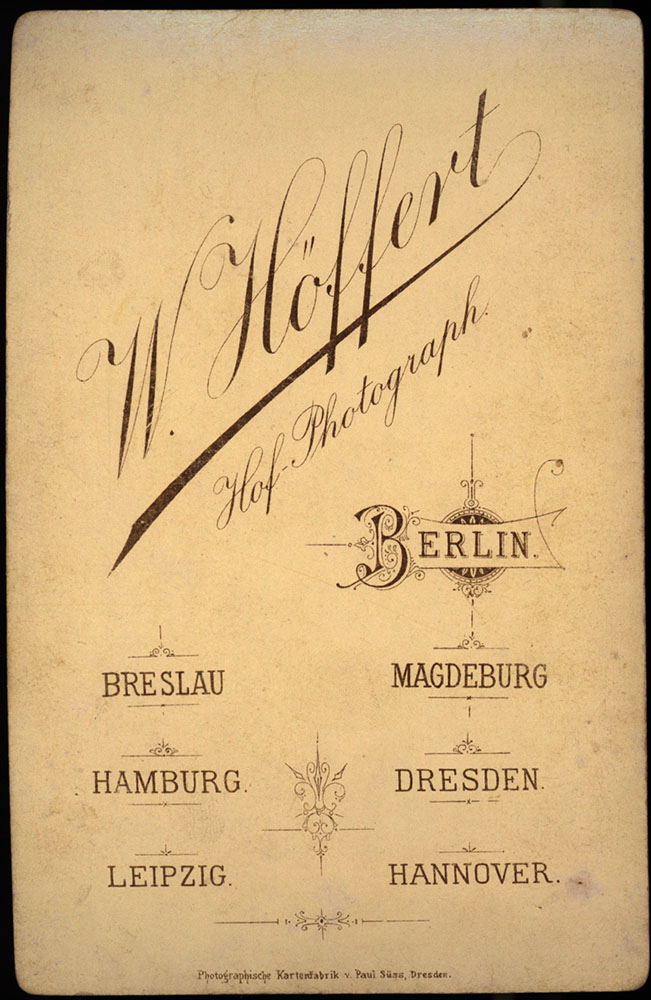 W. Höffert
Hof-Photograph.
BERLIN.
BRESLAU
MAGDEBURG
HAMBURG.
DRESDEN.
LEIPZIG.
HANNOVER.
Photographische Kartenfabrik v. Paul Süss, Dresden.